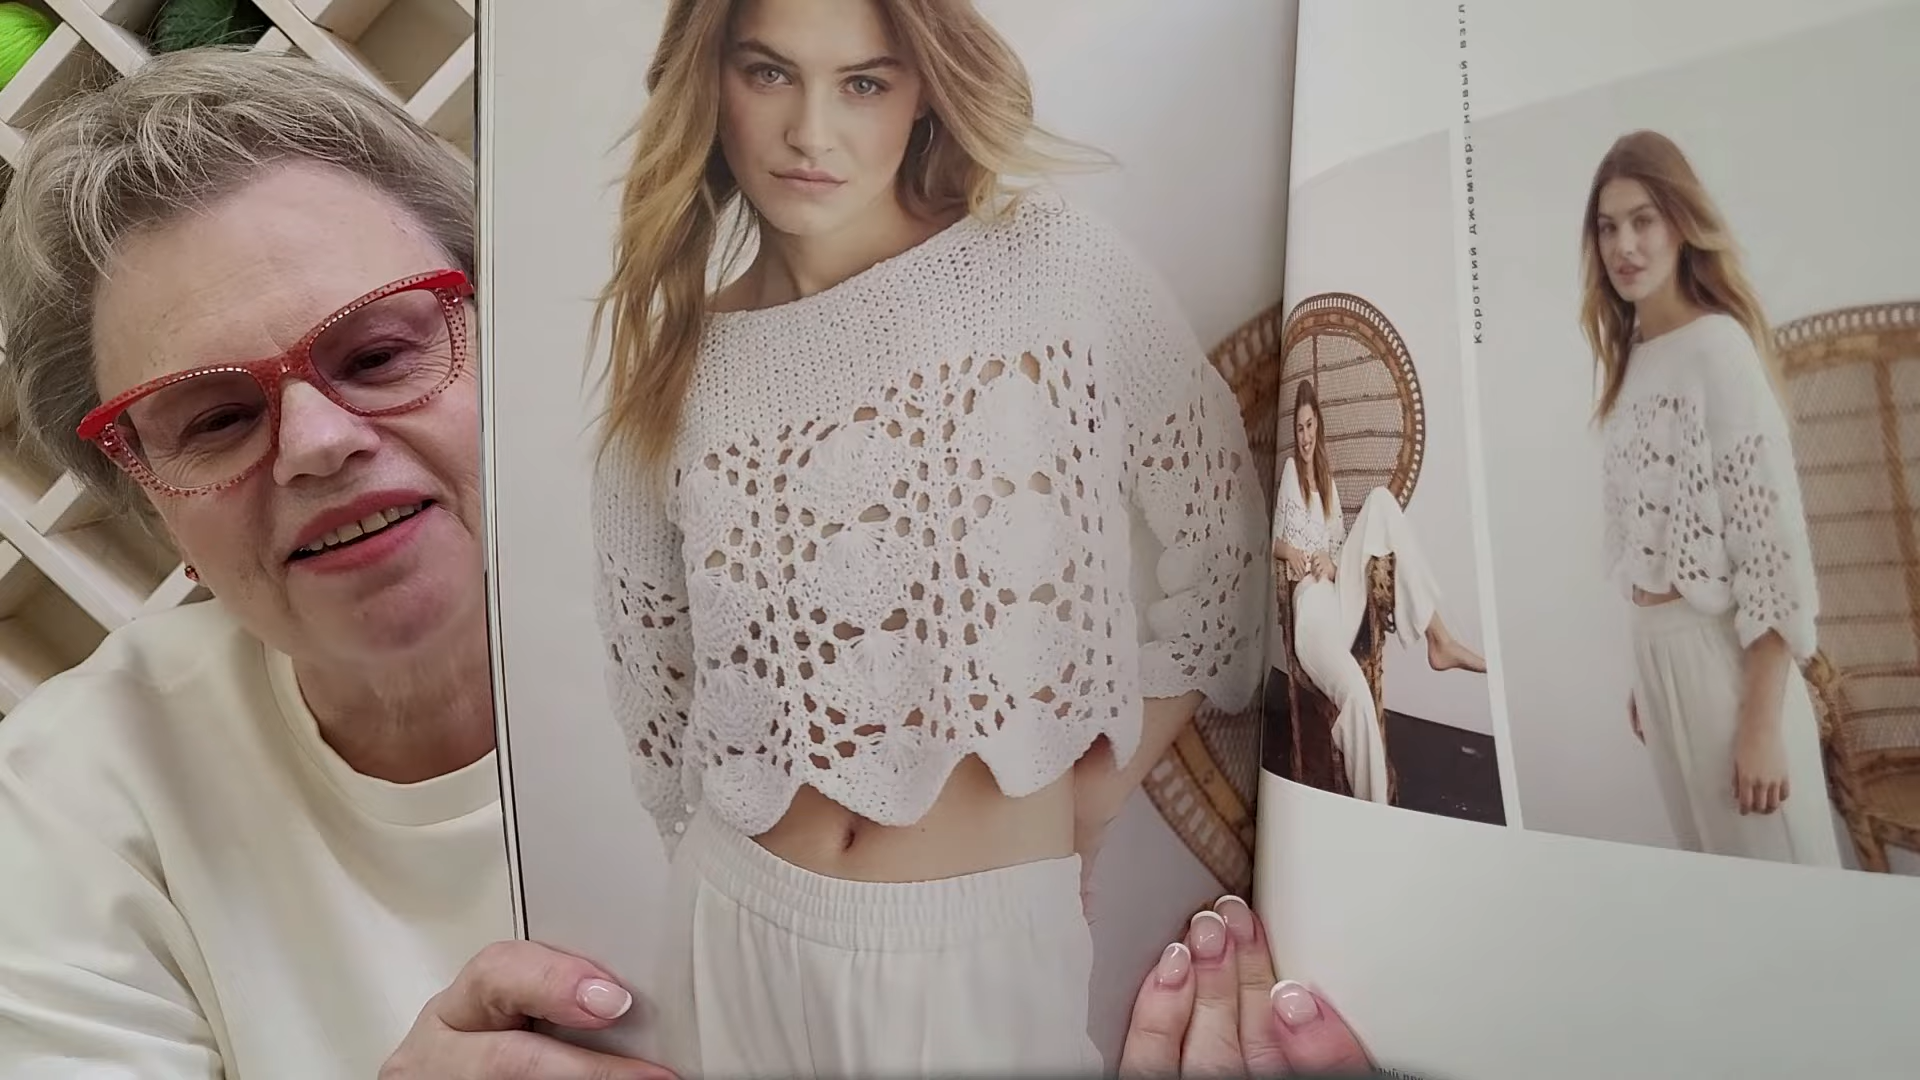 Короткий джемпер: новый взгл